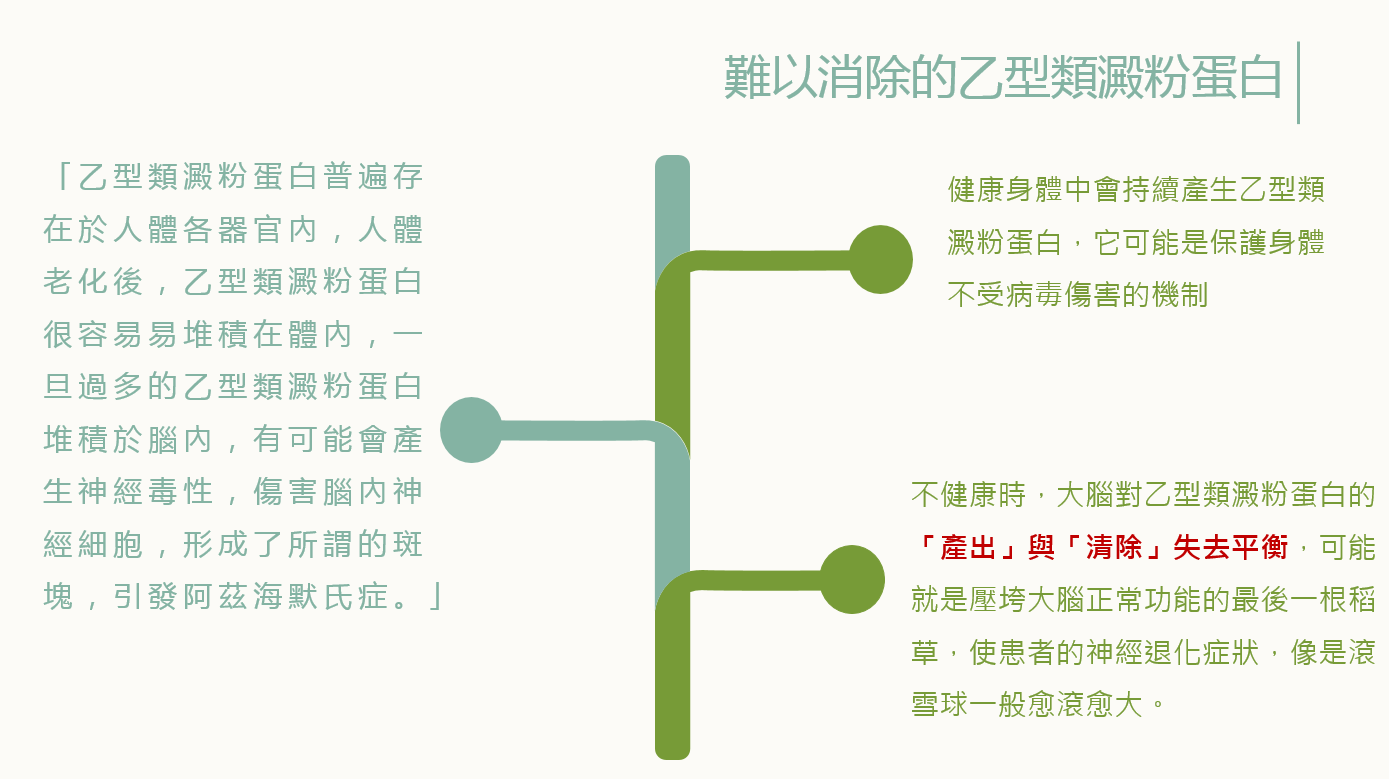 難以消除的乙型類澱粉蛋白
「乙型類澱粉蛋白普遍存
在於人體各器官內，人體
老化後，乙型類澱粉蛋白
很容易易堆積在體內，一
旦過多的乙型類澱粉蛋白
堆積於腦內，有可能會產
生神經毒性，傷害腦內神
經細胞，形成了所謂的斑
塊，引發阿茲海默氏症。」
健康身體中會持續產生乙型類
澱粉蛋白，它可能是保護身體
不受病毒傷害的機制
不健康時，大腦對乙型類澱粉蛋白的
「產出」與「清除」失去平衡，可能
就是壓垮大腦正常功能的最後一根稻
草，使患者的神經退化症狀，像是滾
雪球一般愈滾愈大。